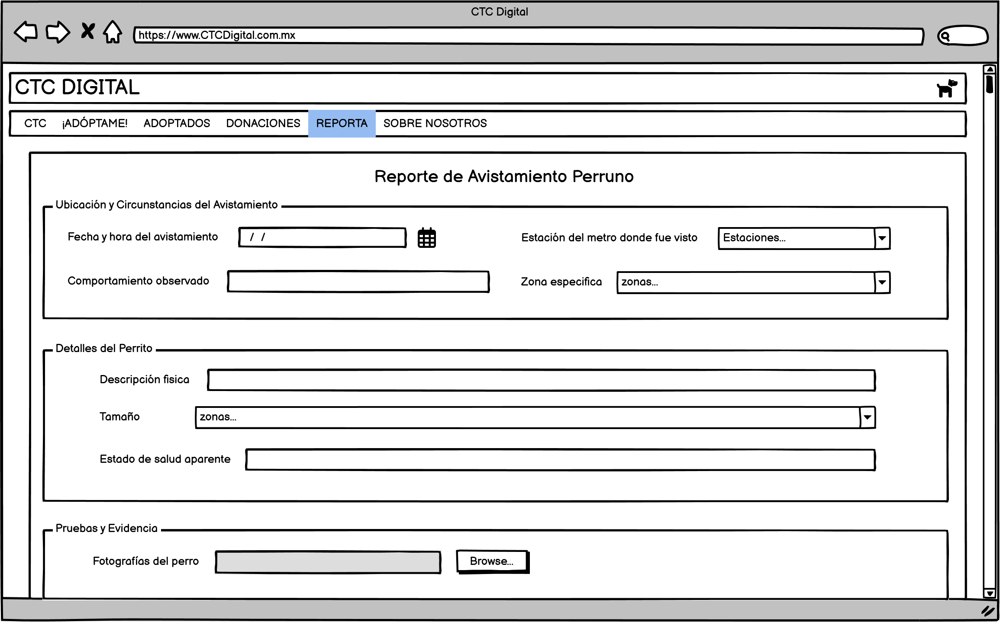 CTC Digital
https://www.CTCDigital.com.mx
CTC DIGITAL
CTC ¡ADÓPTAME! ADOPTADOS DONACIONES REPORTA SOBRE NOSOTROS
Reporte de Avistamiento Perruno
Ubicación y Circunstancias del Avistamiento
Fecha y hora del avistamiento / / Estación del metro donde fue visto Estaciones...
Comportamiento observado Zona especifica zonas...
Detalles del Perrito
Descripción fisica
Tamaño zonas...
Estado de salud aparente
Pruebas y Evidencia
Fotografías del perro Browse...